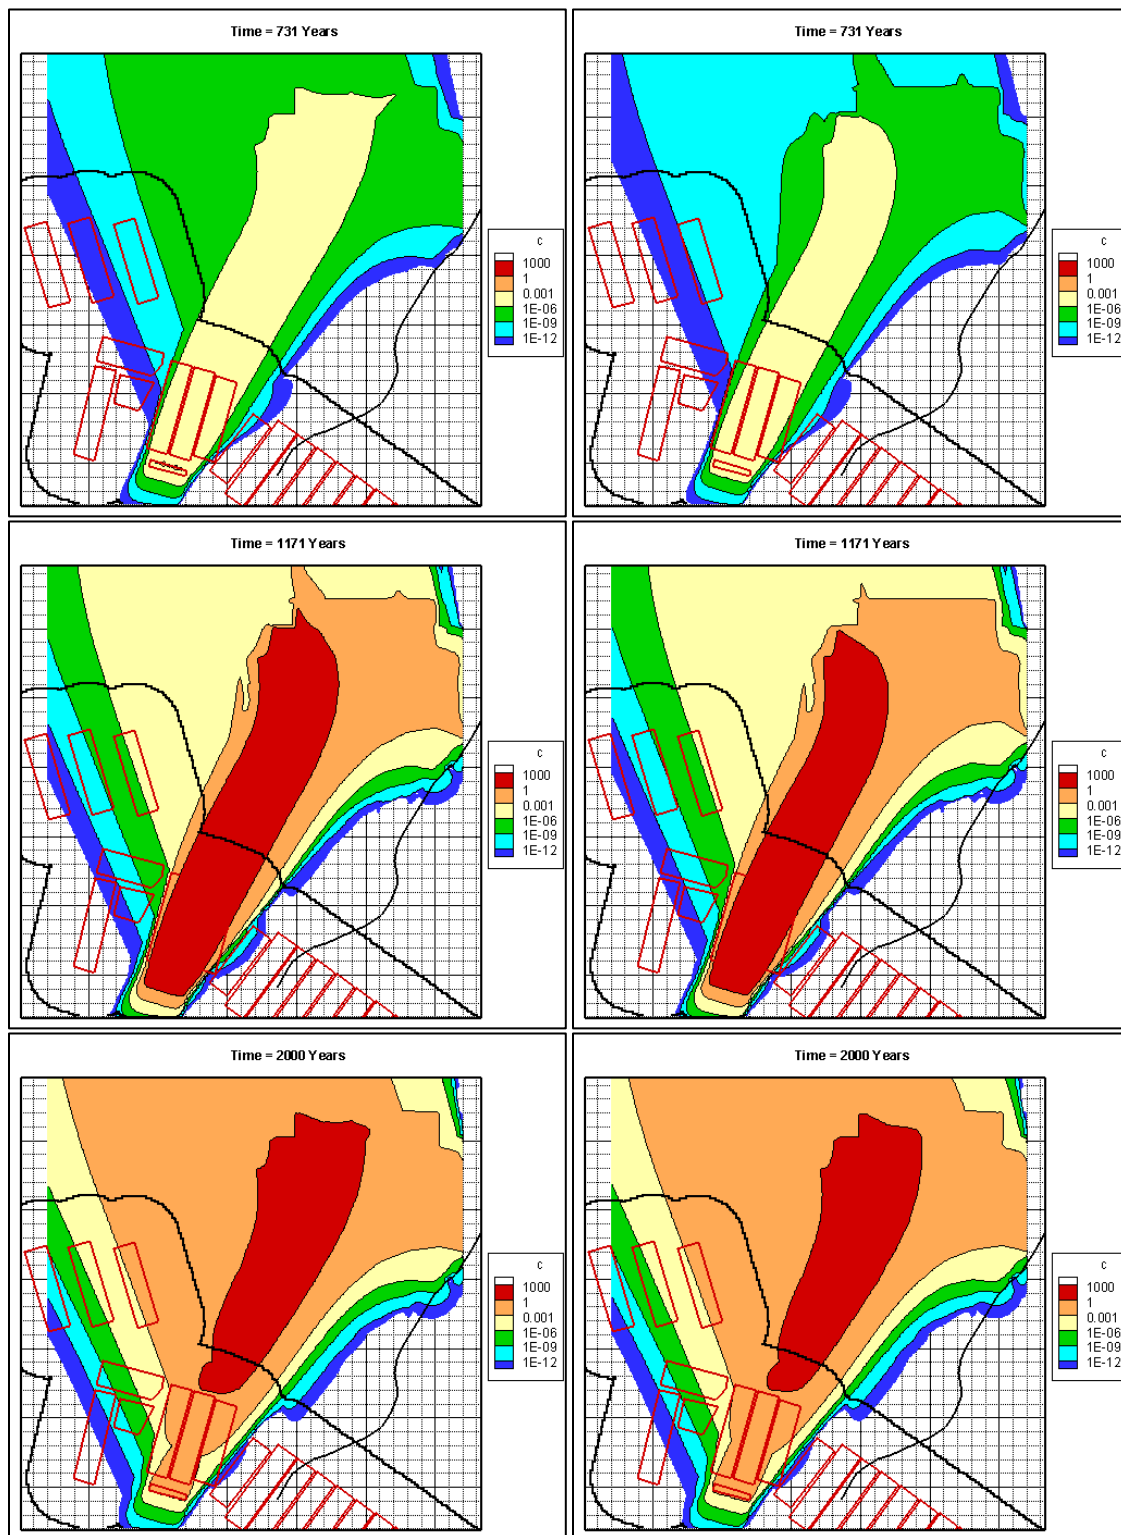 Time = 731 Years
C
1000
1
0.001
1E-06
1E-09
1E-12
Time = 731 Years
C
1000
1
0.001
1E-06
1E-09
1E-12
Time = 1171 Years
C
1000
1
0.001
1E-06
1E-09
1E-12
Time = 1171 Years
C
1000
1
0.001
1E-06
1E-09
1E-12
Time = 2000 Years
C
1000
1
0.001
1E-06
1E-09
1E-12
Time = 2000 Years
C
1000
1
0.001
1E-06
1E-09
1E-12